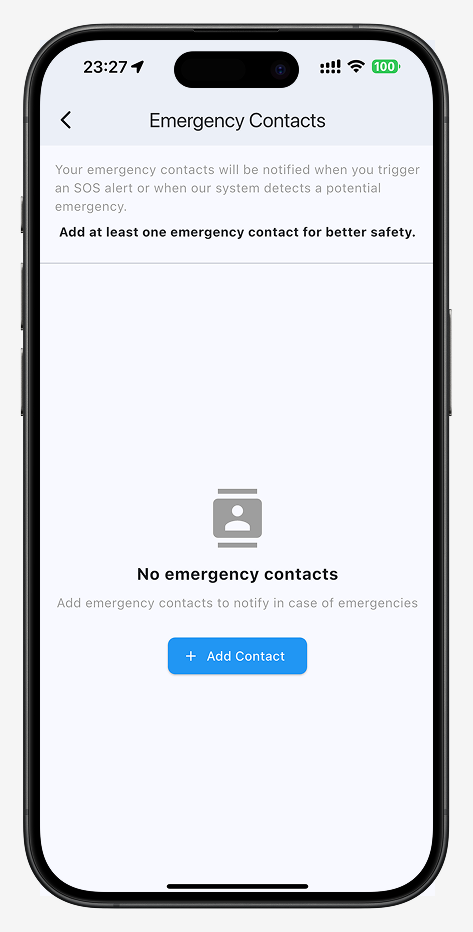 23:27
100
Emergency Contacts
Your emergency contacts will be notified when you trigger
an SOS alert or when our system detects a potential
emergency.
Add at least one emergency contact for better safety.
No emergency contacts
Add emergency contacts to notify in case of emergencies
+ Add Contact